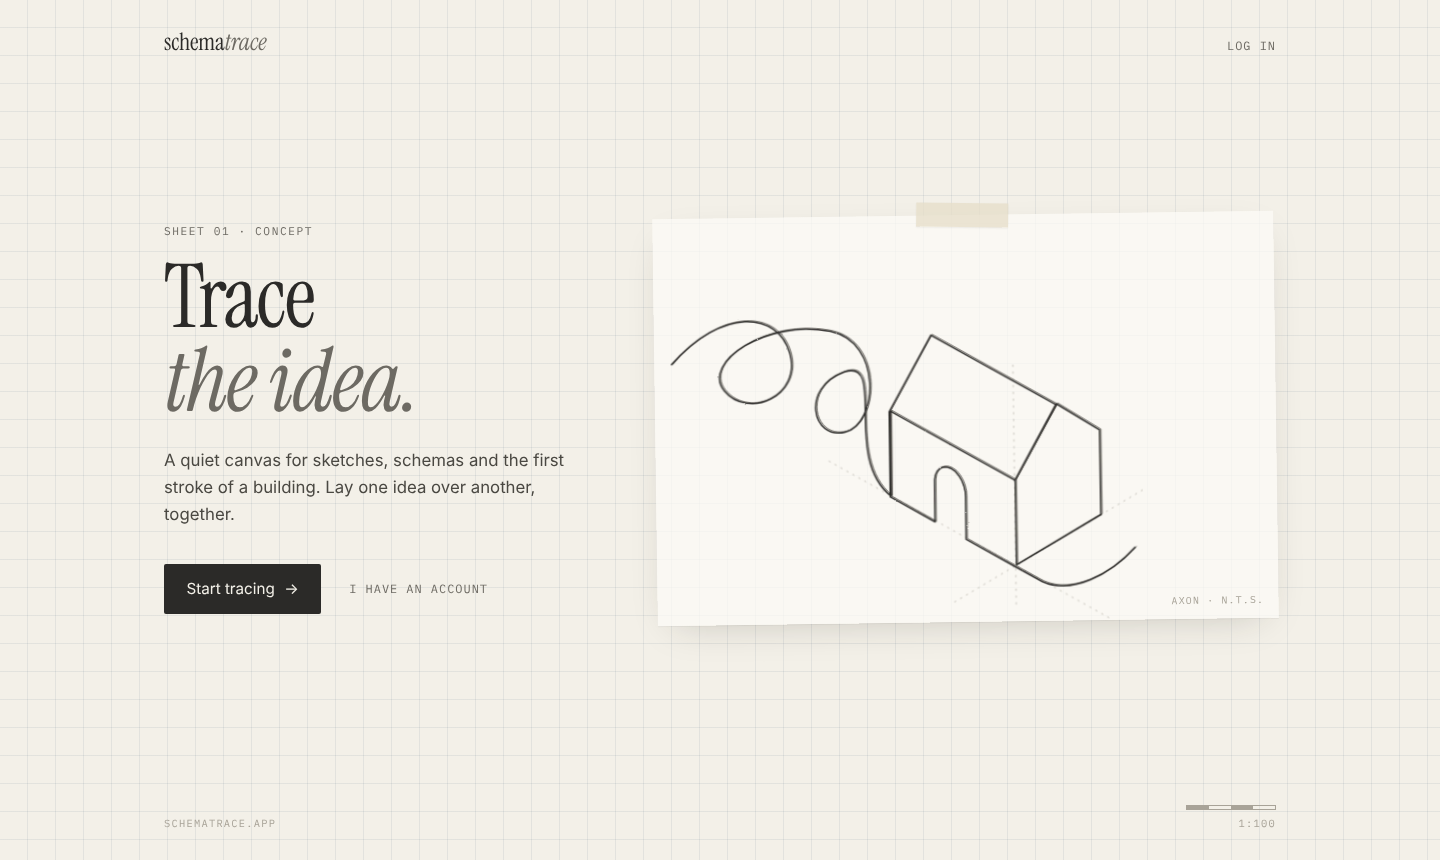 schematrace
LOG IN
SHEET 01 · CONCEPT
Trace
the idea.
A quiet canvas for sketches, schemas and the first
stroke of a building. Lay one idea over another,
together.
Start tracing →
I HAVE AN ACCOUNT
AXON · N.T.S.
SCHEMATRACE.APP
1:100